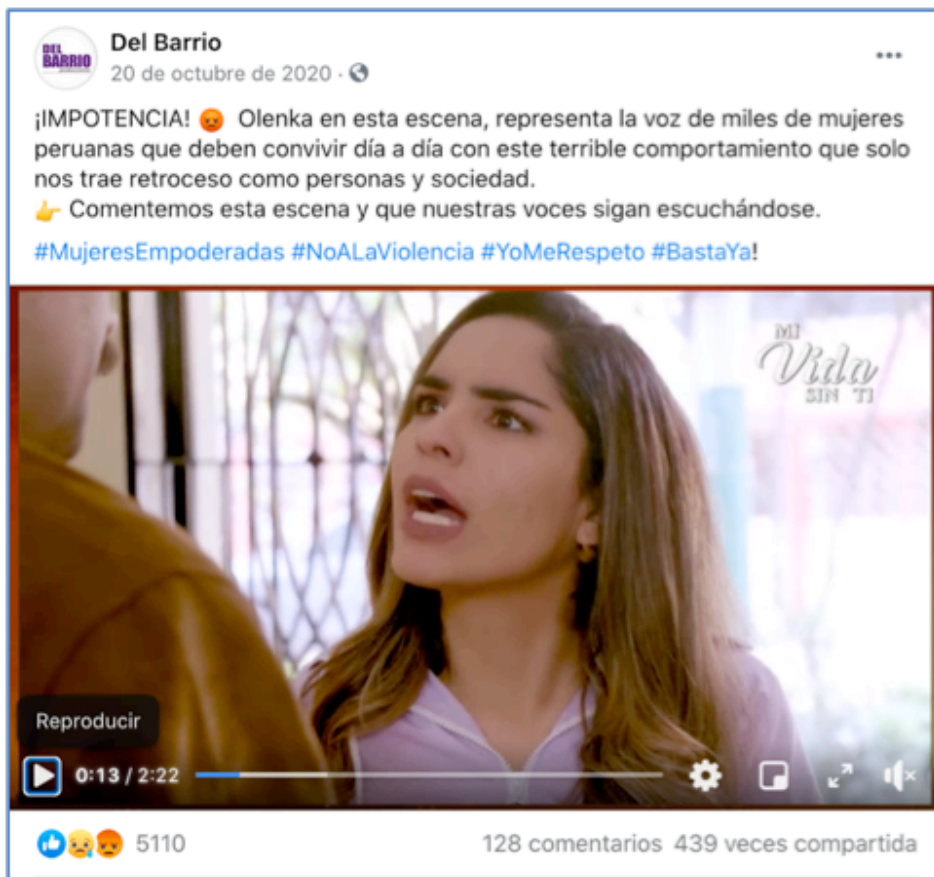 DEL
BARRIO
Del Barrio
20 de octubre de 2020 ·
¡IMPOTENCIA! 😡 Olenka en esta escena, representa la voz de miles de mujeres
peruanas que deben convivir día a día con este terrible comportamiento que solo
nos trae retroceso como personas y sociedad.
👉 Comentemos esta escena y que nuestras voces sigan escuchándose.
#MujeresEmpoderadas #NoALaViolencia #YoMeRespeto #BastaYa!
MI
Vida
SIN TI
Reproducir
0:13 / 2:22
5110
128 comentarios 439 veces compartida